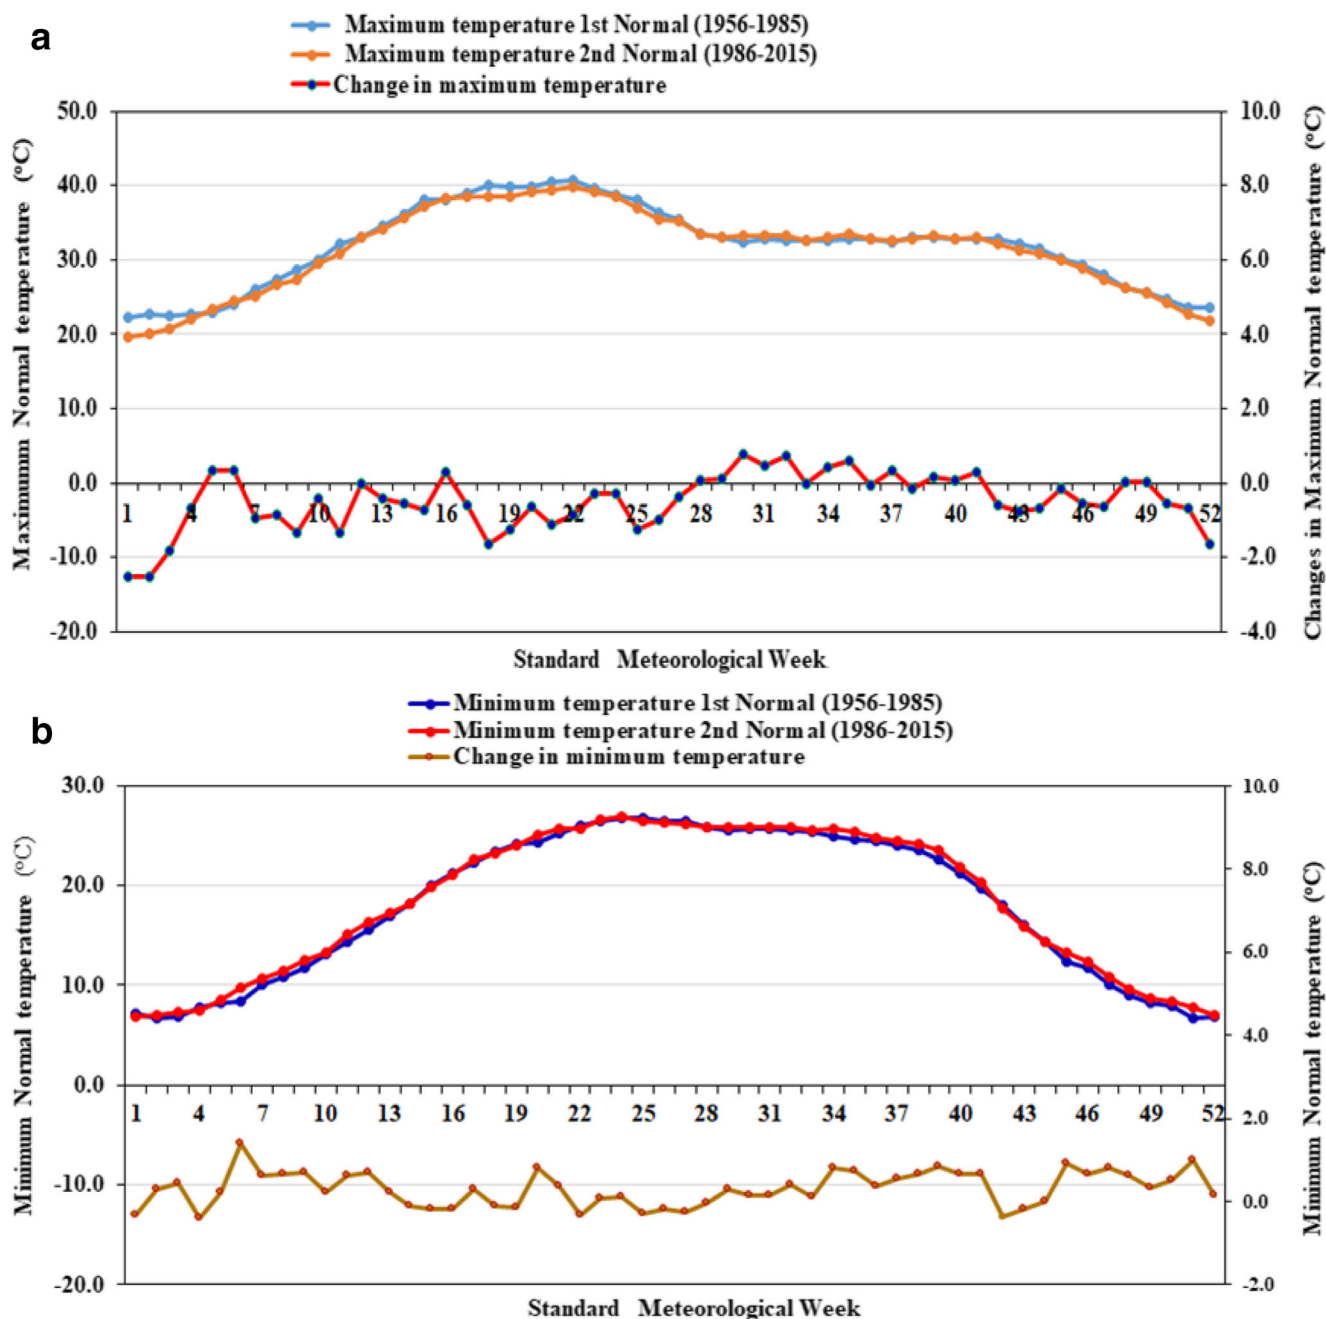 a
Maximum temperature 1st Normal (1956-1985)
Maximum temperature 2nd Normal (1986-2015)
Change in maximum temperature
Maximum Normal temperature (°C)
50.0
40.0
30.0
20.0
10.0
0.0
-10.0
-20.0
1 4 7 10 13 16 19 22 25 28 31 34 37 40 43 46 49 52
10.0
8.0
6.0
4.0
2.0
0.0
-2.0
-4.0
Changes in Maximum Normal temperature (°C)
Standard Meteorological Week
b
Minimum temperature 1st Normal (1956-1985)
Minimum temperature 2nd Normal (1986-2015)
Change in minimum temperature
Minimum Normal temperature (°C)
30.0
20.0
10.0
0.0
-10.0
-20.0
1 4 7 10 13 16 19 22 25 28 31 34 37 40 43 46 49 52
10.0
8.0
6.0
4.0
2.0
0.0
-2.0
Minimum Normal temperature (°C)
Standard Meteorological Week